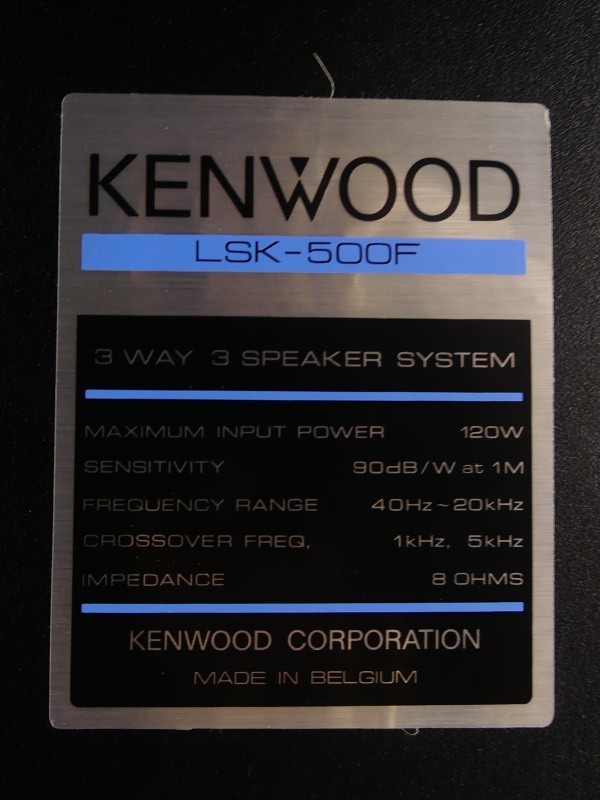 KENWOOD
LSK-500F
3 WAY 3 SPEAKER SYSTEM
MAXIMUM INPUT POWER 120W
SENSITIVITY 90dB/W at 1M
FREQUENCY RANGE 40Hz~20kHz
CROSSOVER FREQ, 1kHz, 5kHz
IMPEDANCE 8 OHMS
KENWOOD CORPORATION
MADE IN BELGIUM